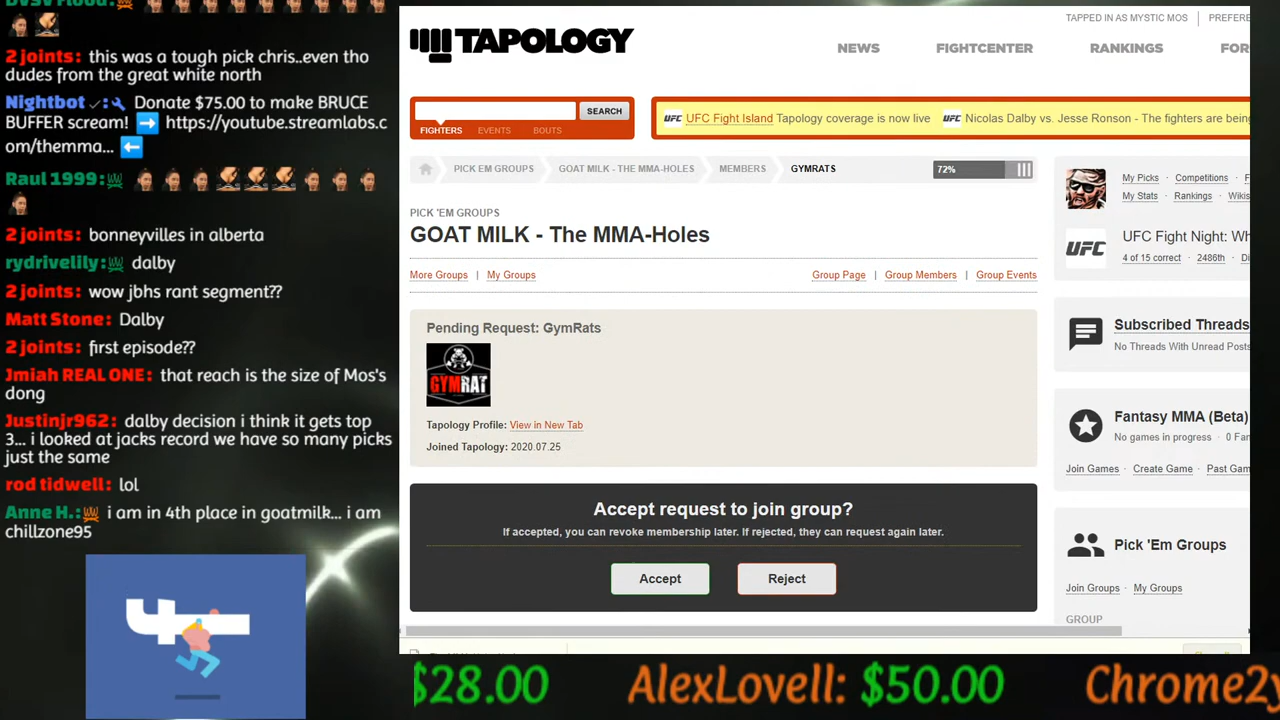 2 joints: this was a tough pick chris..even tho
dudes from the great white north
Nightbot : Donate $75.00 to make BRUCE
BUFFER scream! ➡ https://youtube.streamlabs.c
om/themma... ⬅
Raul 1999:
2 joints: bonneyvilles in alberta
rydrivelily: dalby
2 joints: wow jbhs rant segment??
Matt Stone: Dalby
2 joints: first episode??
Jmiah REAL ONE: that reach is the size of Mos's
dong
Justinjr962: dalby decision i think it gets top
3... i looked at jacks record we have so many picks
just the same
rod tidwell: lol
Anne H.: i am in 4th place in goatmilk... i am
chillzone95
TAPPED IN AS MYSTIC MOS PREFERE
TAPOLOGY
NEWS FIGHTCENTER RANKINGS FOR
SEARCH
FIGHTERS EVENTS BOUTS
UFC UFC Fight Island Tapology coverage is now live UFC Nicolas Dalby vs. Jesse Ronson - The fighters are being
PICK EM GROUPS GOAT MILK - THE MMA-HOLES MEMBERS GYMRATS 72%
PICK 'EM GROUPS
GOAT MILK - The MMA-Holes
More Groups | My Groups
Group Page | Group Members | Group Events
Pending Request: GymRats
GYMRAT
Tapology Profile: View in New Tab
Joined Tapology: 2020.07.25
Accept request to join group?
If accepted, you can revoke membership later. If rejected, they can request again later.
Accept Reject
My Picks · Competitions · F
My Stats · Rankings · Wikis
UFC
UFC Fight Night: Wh
4 of 15 correct · 2486th · Di
Subscribed Threads
No Threads With Unread Posts
Fantasy MMA (Beta)
No games in progress · 0 Fan
Join Games · Create Game · Past Gam
Pick 'Em Groups
Join Groups · My Groups
GROUP
$28.00 AlexLovell: $50.00 Chrome2y